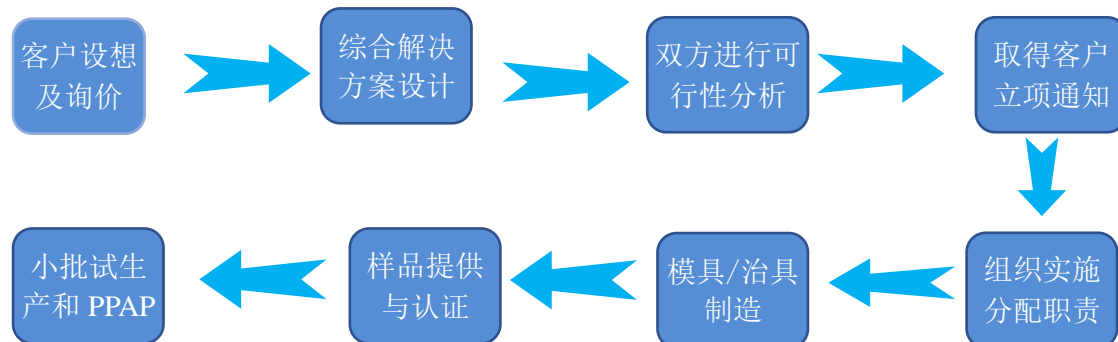 客户设想
及询价
综合解决
方案设计
双方进行可
行性分析
取得客户
立项通知
组织实施
分配职责
模具/治具
制造
样品提供
与认证
小批试生
产和 PPAP